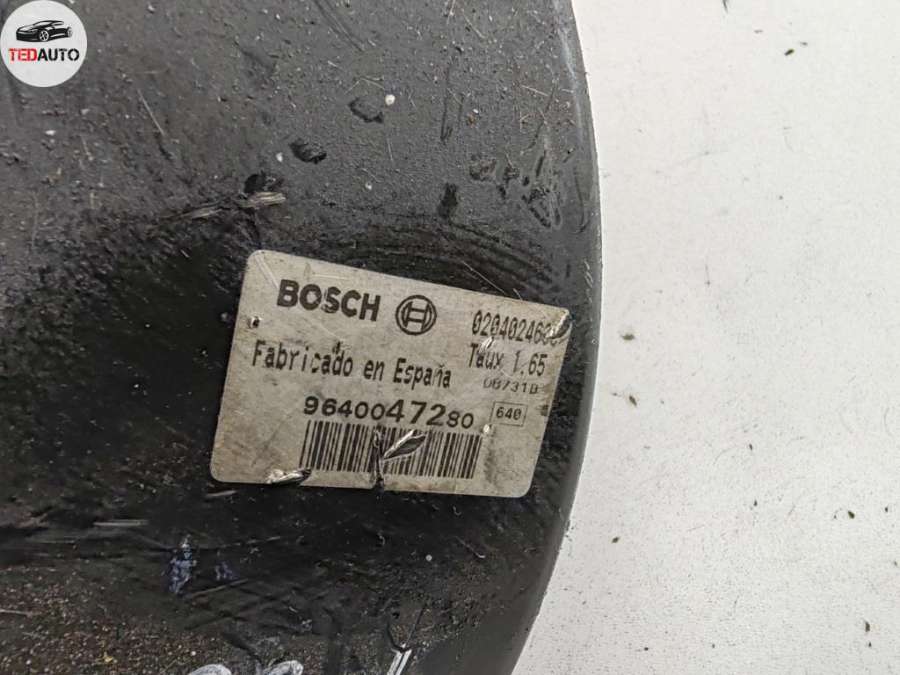 TEDAUTO
BOSCH
Taux 1.65
Fabricado en España
9640047280
640